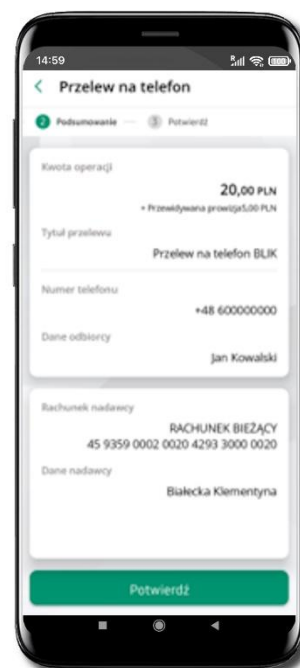 14:59
Przelew na telefon
2 Podsumowanie 3 Potwierdź
Kwota operacji
20,00 PLN
+ Przewidywana prowizja5,00 PLN
Tytuł przelewu
Przelew na telefon BLIK
Numer telefonu
+48 600000000
Dane odbiorcy
Jan Kowalski
Rachunek nadawcy
RACHUNEK BIEŻĄCY
45 9359 0002 0020 4293 3000 0020
Dane nadawcy
Białecka Klementyna
Potwierdź